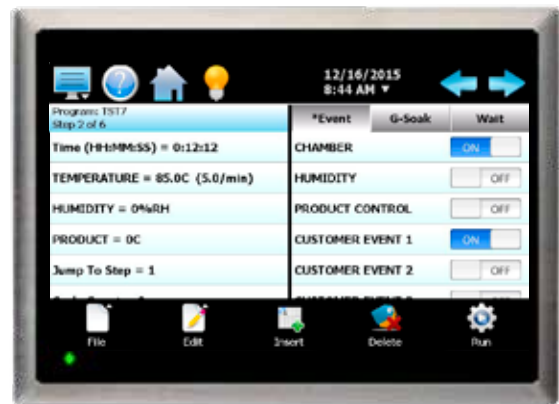 12/16/2015
8:44 AM ▼
Program: TST7
Step 2 of 6
*Event G-Soak Wait
Time (HH:MM:SS) = 0:12:12
CHAMBER ON
TEMPERATURE = 85.0C (5.0/min)
HUMIDITY OFF
HUMIDITY = 0%RH
PRODUCT CONTROL OFF
PRODUCT = 0C
CUSTOMER EVENT 1 ON
Jump To Step = 1
CUSTOMER EVENT 2 OFF
File Edit Insert Delete Run